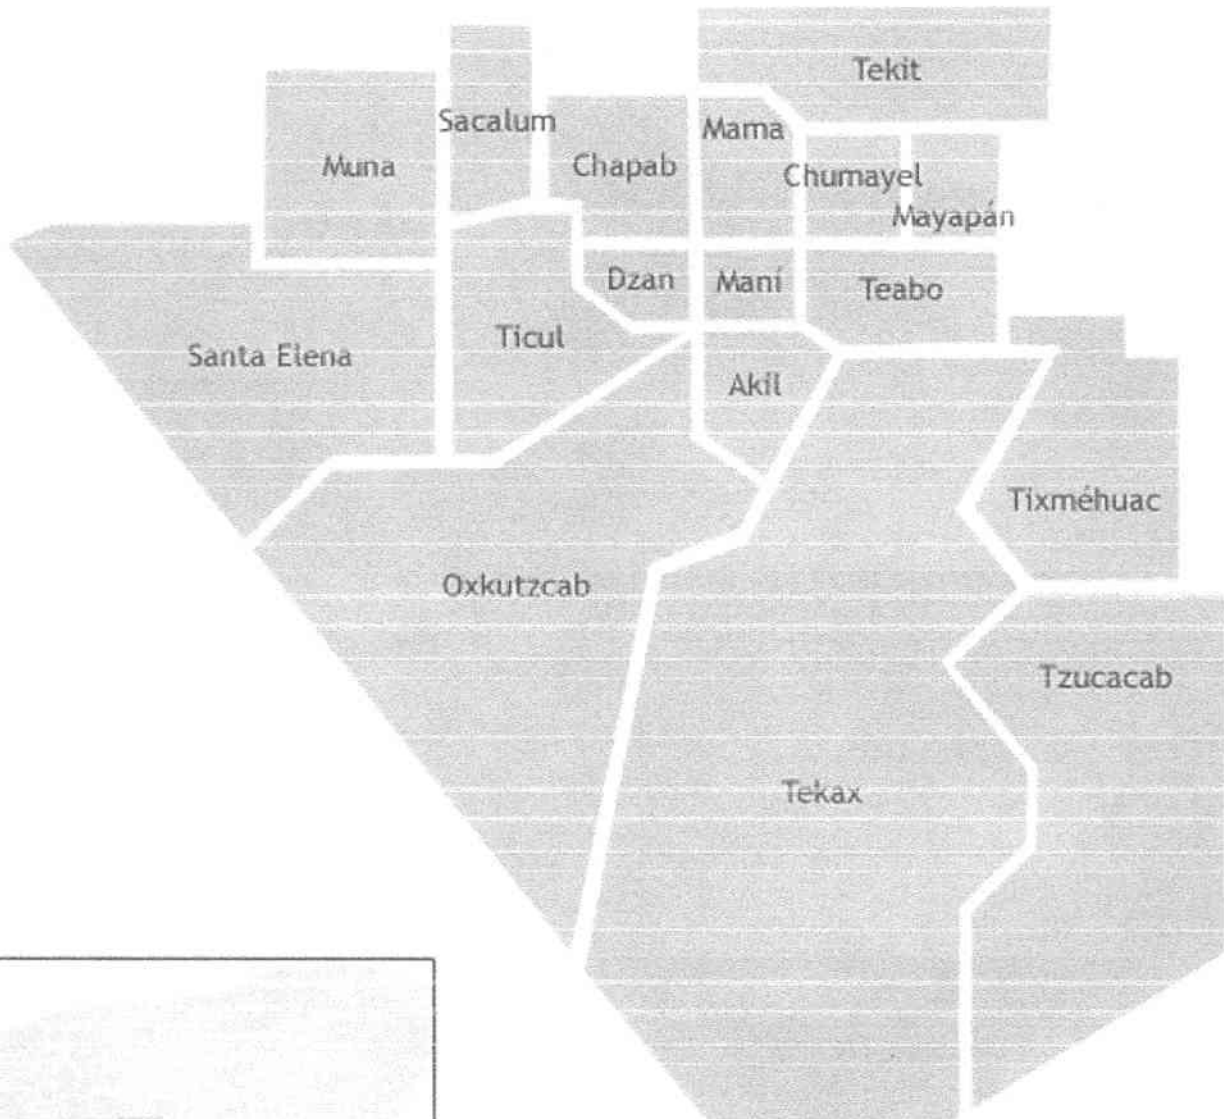 Tekit
Sacalum
Mama
Muna
Chapab
Chumayel
Mayapán
Dzan
Maní
Teabo
Ticul
Santa Elena
Akil
Tixméhuac
Oxkutzcab
Tzucacab
Tekax